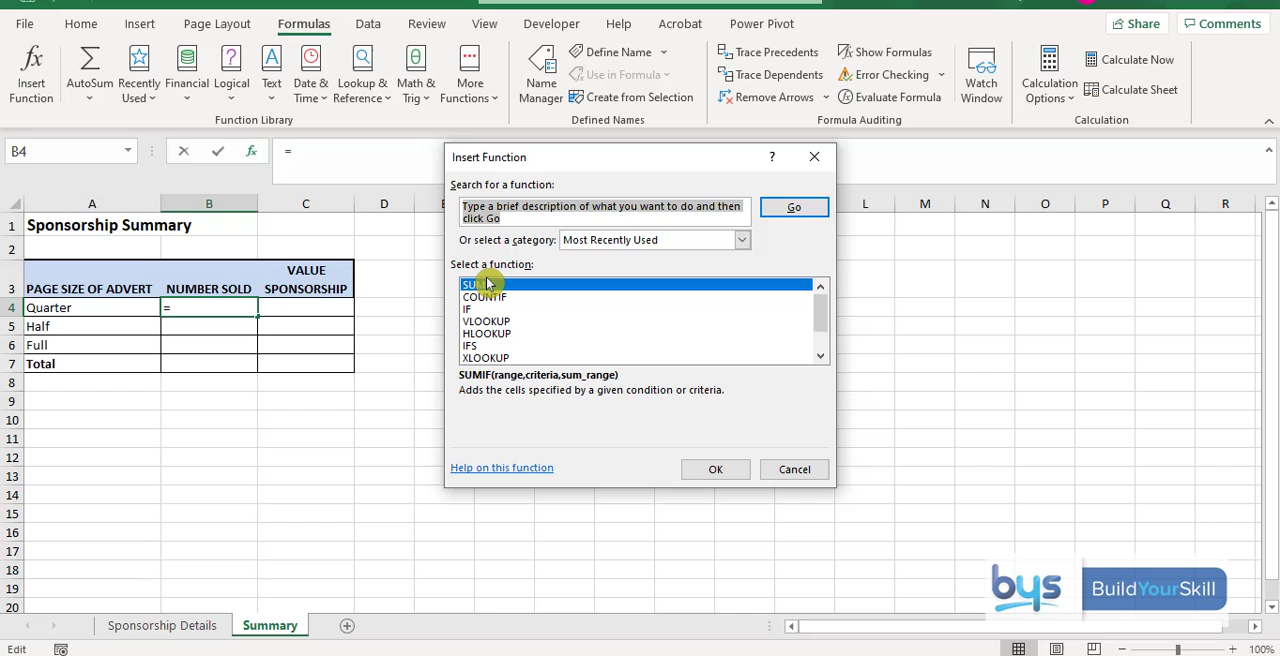 File Home Insert Page Layout Formulas Data Review View Developer Help Acrobat Power Pivot Share Comments
Insert Function
AutoSum
Recently Used
Financial
Logical
Text
Date & Time
Lookup & Reference
Math & Trig
More Functions
Function Library
Name Manager
Define Name
Use in Formula
Create from Selection
Defined Names
Trace Precedents
Trace Dependents
Remove Arrows
Show Formulas
Error Checking
Evaluate Formula
Formula Auditing
Watch Window
Calculation Options
Calculate Now
Calculate Sheet
Calculation
B4 fx =
A B C D L M N O P Q R
1 Sponsorship Summary
2
3 PAGE SIZE OF ADVERT NUMBER SOLD VALUE SPONSORSHIP
4 Quarter =
5 Half
6 Full
7 Total
8
9
10
11
12
13
14
15
16
17
18
19
20
Insert Function ?
Search for a function:
Type a brief description of what you want to do and then
click Go
Go
Or select a category: Most Recently Used
Select a function:
COUNTIF
IF
VLOOKUP
HLOOKUP
IFS
XLOOKUP
SUMIF(range,criteria,sum_range)
Adds the cells specified by a given condition or criteria.
Help on this function
OK Cancel
bys BuildYourSkill
Sponsorship Details Summary
Edit 100%